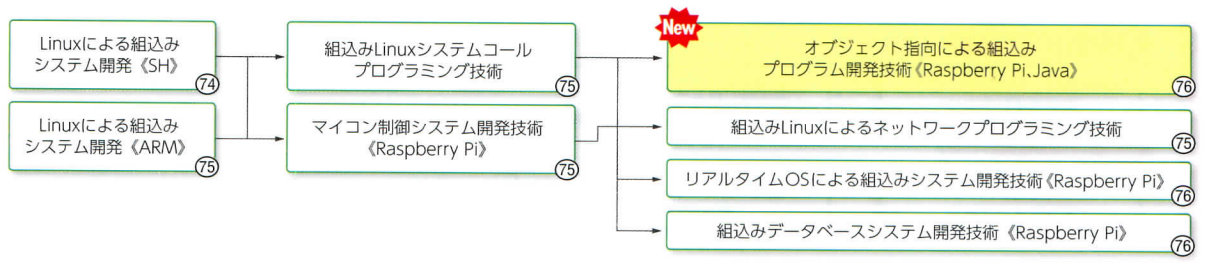 Linuxによる組込み
システム開発《SH》
74
Linuxによる組込み
システム開発《ARM》
75
組込みLinuxシステムコール
プログラミング技術
75
マイコン制御システム開発技術
《Raspberry Pi》
75
New
オブジェクト指向による組込み
プログラム開発技術《Raspberry Pi、Java》
76
組込みLinuxによるネットワークプログラミング技術
75
リアルタイムOSによる組込みシステム開発技術《Raspberry Pi》
76
組込みデータベースシステム開発技術《Raspberry Pi》
76